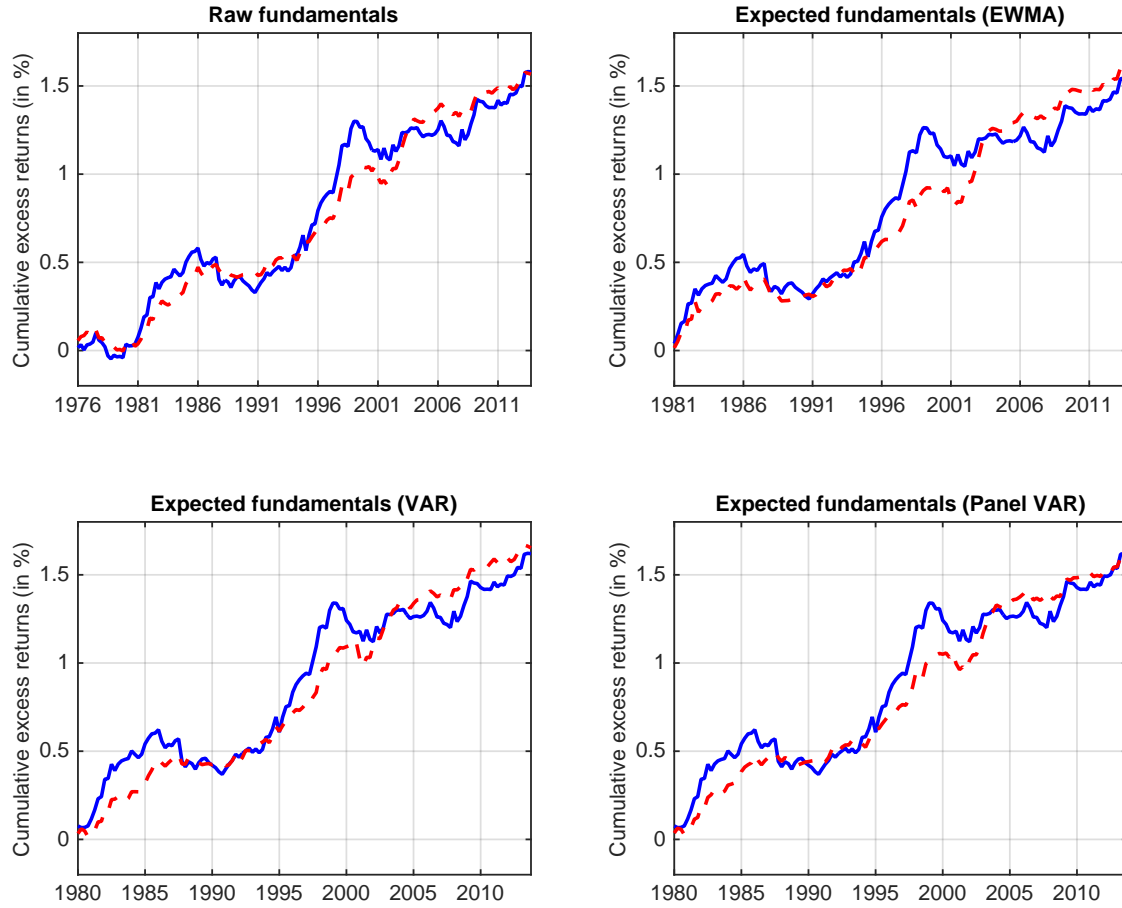 Raw fundamentals
Cumulative excess returns (in %)
1.5
1
0.5
0
1976 1981 1986 1991 1996 2001 2006 2011
Expected fundamentals (EWMA)
Cumulative excess returns (in %)
1.5
1
0.5
0
1981 1986 1991 1996 2001 2006 2011
Expected fundamentals (VAR)
Cumulative excess returns (in %)
1.5
1
0.5
0
1980 1985 1990 1995 2000 2005 2010
Expected fundamentals (Panel VAR)
Cumulative excess returns (in %)
1.5
1
0.5
0
1980 1985 1990 1995 2000 2005 2010